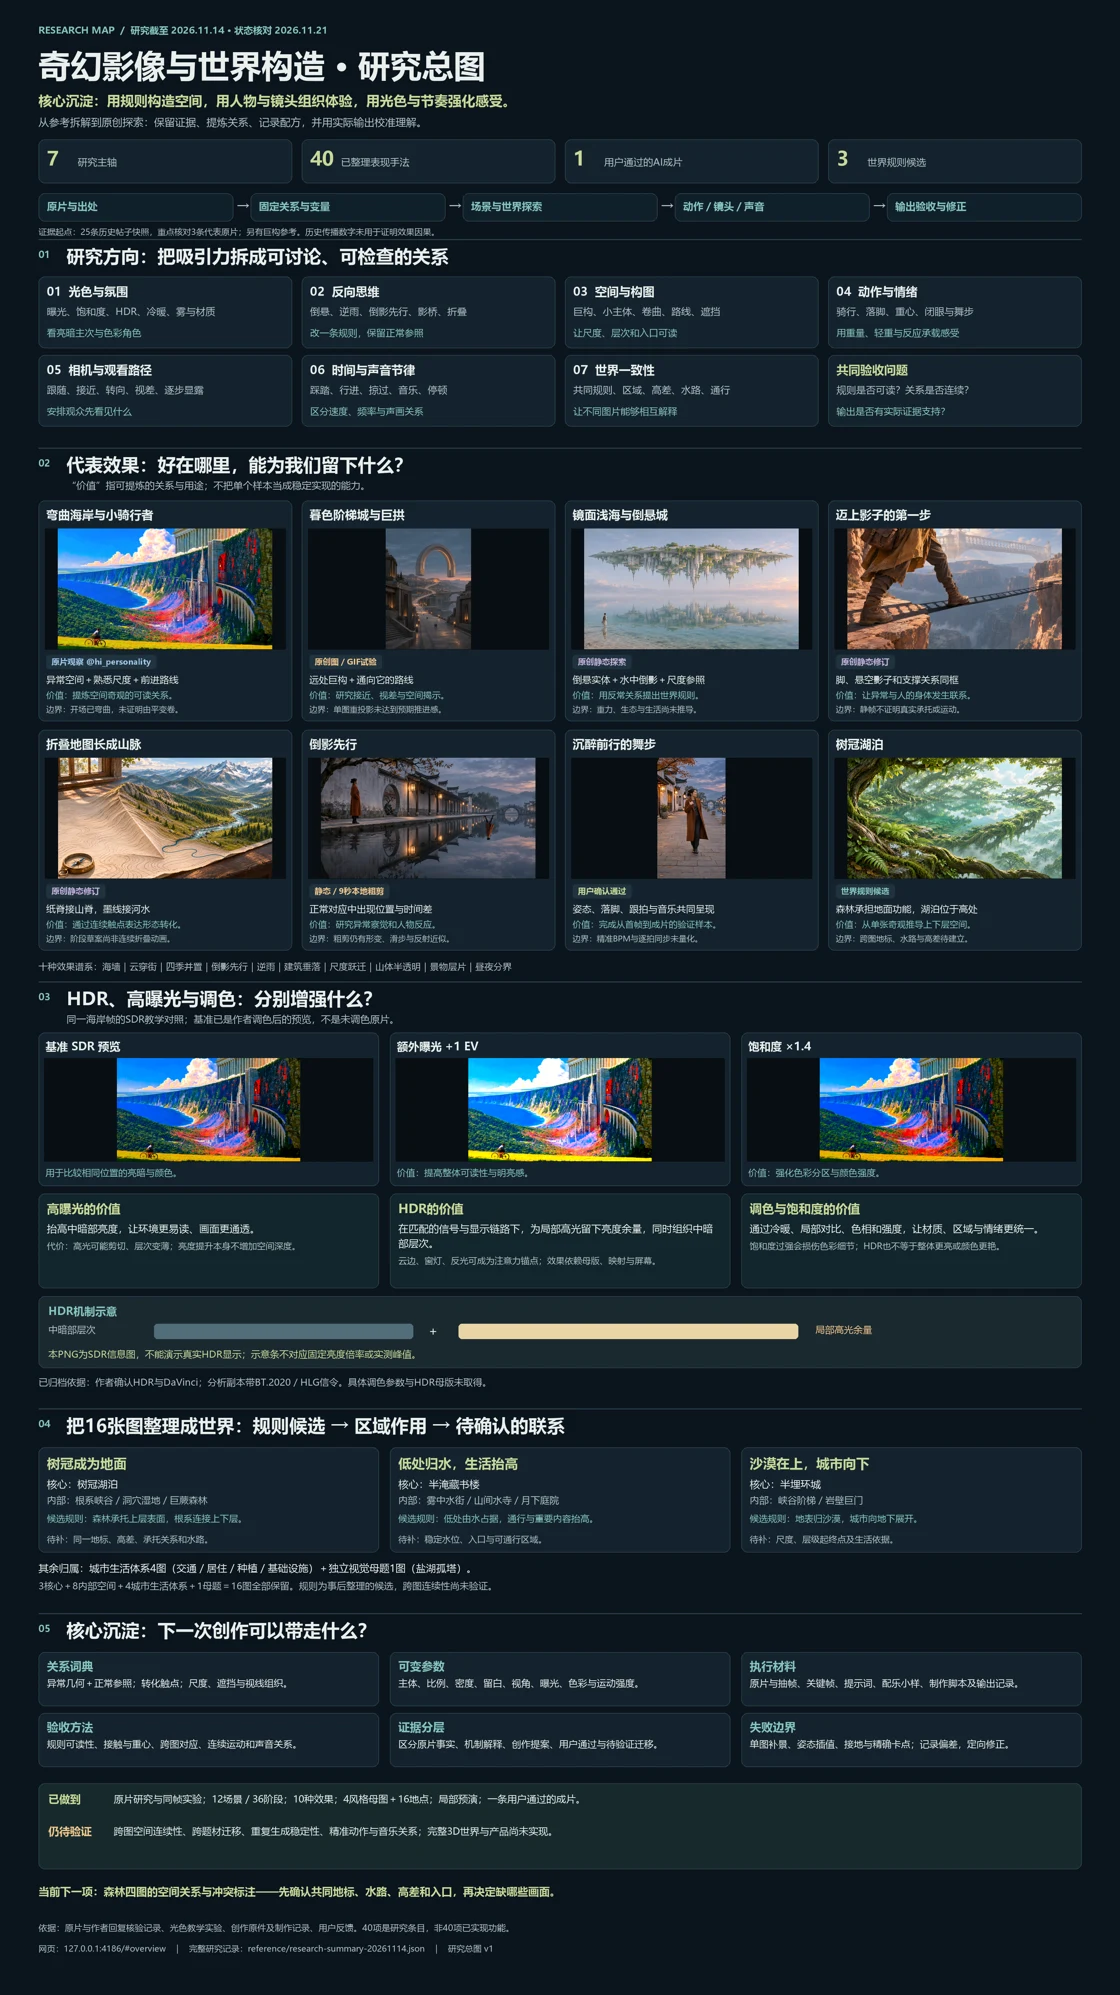 RESEARCH MAP / 研究截至 2026.11.14 • 状态核对 2026.11.21
奇幻影像与世界构造 • 研究总图
核心沉淀：用规则构造空间，用人物与镜头组织体验，用光色与节奏强化感受。
从参考拆解到原创探索：保留证据、提炼关系、记录配方，并用实际输出校准理解。
7 研究主轴
40 已整理表现手法
1 用户通过的AI成片
3 世界规则候选
原片与出处 → 固定关系与变量 → 场景与世界探索 → 动作 / 镜头 / 声音 → 输出验收与修正
证据起点：25条历史帖子快照，重点核对3条代表原片；另有巨构参考。历史传播数字未用于证明效果因果。
01 研究方向：把吸引力拆成可讨论、可检查的关系
01 光色与氛围
曝光、饱和度、HDR、冷暖、雾与材质
看亮暗主次与色彩角色
02 反向思维
倒悬、逆雨、倒影先行、影桥、折叠
改一条规则，保留正常参照
03 空间与构图
巨构、小主体、卷曲、路线、遮挡
让尺度、层次和入口可读
04 动作与情绪
骑行、落脚、重心、闭眼与舞步
用重量、轻重与反应承载感受
05 相机与观看路径
跟随、接近、转向、视差、逐步显露
安排观众先看见什么
06 时间与声音节律
踩踏、行进、掠过、音乐、停顿
区分速度、频率与声画关系
07 世界一致性
共同规则、区域、高差、水路、通行
让不同图片能够相互解释
共同验收问题
规则是否可读？关系是否连续？
输出是否有实际证据支持？
02 代表效果：好在哪里，能为我们留下什么？
“价值”指可提炼的关系与用途；不把单个样本当成稳定实现的能力。
弯曲海岸与小骑行者
原片观察 @hi_personality
异常空间＋熟悉尺度＋前进路线
价值：提炼空间奇观的可读关系。
边界：开场已弯曲，未证明由平变卷。
暮色阶梯城与巨拱
原创图 / GIF试验
远处巨构＋通向它的路线
价值：研究接近、视差与空间揭示。
边界：单图重投影未达到预期推进感。
镜面浅海与倒悬城
原创静态探索
倒悬实体＋水中倒影＋尺度参照
价值：用反常关系提出世界规则。
边界：重力、生态与生活尚未推导。
迈上影子的第一步
原创静态修订
脚、悬空影子和支撑关系同框
价值：让异常与人的身体发生联系。
边界：静帧不证明真实承托或运动。
折叠地图长成山脉
原创静态修订
纸脊接山脊，墨线接河水
价值：通过连续触点表达形态转化。
边界：阶段草案尚非连续折叠动画。
倒影先行
静态 / 9秒本地粗剪
正常对应中出现位置与时间差
价值：研究异常察觉和人物反应。
边界：粗剪仍有形变、滑步与反射近似。
沉醉前行的舞步
用户确认通过
姿态、落脚、跟拍与音乐共同呈现
价值：完成从首帧到成片的验证样本。
边界：精准BPM与逐拍同步未量化。
树冠湖泊
世界规则候选
森林承担地面功能，湖泊位于高处
价值：从单张奇观推导上下层空间。
边界：跨图地标、水路与高差待建立。
十种效果谱系：海墙 | 云穿街 | 四季并置 | 倒影先行 | 逆雨 | 建筑垂落 | 尺度跃迁 | 山体半透明 | 景物层片 | 昼夜分界
03 HDR、高曝光与调色：分别增强什么？
同一海岸帧的SDR教学对照；基准已是作者调色后的预览，不是未调色原片。
基准 SDR 预览
用于比较相同位置的亮暗与颜色。
额外曝光 +1 EV
价值：提高整体可读性与明亮感。
饱和度 ×1.4
价值：强化色彩分区与颜色强度。
高曝光的价值
抬高中暗部亮度，让环境更易读、画面更通透。
代价：高光可能剪切、层次变薄；亮度提升本身不增加空间深度。
HDR的价值
在匹配的信号与显示链路下，为局部高光留下亮度余量，同时组织中暗
部层次。
云边、窗灯、反光可成为注意力锚点；效果依赖母版、映射与屏幕。
调色与饱和度的价值
通过冷暖、局部对比、色相和强度，让材质、区域与情绪更统一。
饱和度过强会损伤色彩细节；HDR也不等于整体更亮或颜色更艳。
HDR机制示意
中暗部层次 + 局部高光余量
本PNG为SDR信息图，不能演示真实HDR显示；示意条不对应固定亮度倍率或实测峰值。
已归档依据：作者确认HDR与DaVinci；分析副本带BT.2020 / HLG信令。具体调色参数与HDR母版未取得。
04 把16张图整理成世界：规则候选 → 区域作用 → 待确认的联系
树冠成为地面
核心：树冠湖泊
内部：根系峡谷 / 洞穴湿地 / 巨蕨森林
候选规则：森林承托上层表面，根系连接上下层。
待补：同一地标、高差、承托关系和水路。
低处归水，生活抬高
核心：半淹藏书楼
内部：雾中水街 / 山间水寺 / 月下庭院
候选规则：低处由水占据，通行与重要内容抬高。
待补：稳定水位、入口与可通行区域。
沙漠在上，城市向下
核心：半埋环城
内部：峡谷阶梯 / 岩壁巨门
候选规则：地表归沙漠，城市向地下展开。
待补：尺度、层级起终点及生活依据。
其余归属：城市生活体系4图（交通 / 居住 / 种植 / 基础设施）＋独立视觉母题1图（盐湖孤塔）。
3核心＋8内部空间＋4城市生活体系＋1母题＝16图全部保留。规则为事后整理的候选，跨图连续性尚未验证。
05 核心沉淀：下一次创作可以带走什么？
关系词典
异常几何＋正常参照；转化触点；尺度、遮挡与视线组织。
可变参数
主体、比例、密度、留白、视角、曝光、色彩与运动强度。
执行材料
原片与抽帧、关键帧、提示词、配乐小样、制作脚本及输出记录。
验收方法
规则可读性、接触与重心、跨图对应、连续运动和声音关系。
证据分层
区分原片事实、机制解释、创作提案、用户通过与待验证迁移。
失败边界
单图补景、姿态插值、接地与精确卡点；记录偏差，定向修正。
已做到 原片研究与同帧实验；12场景 / 36阶段；10种效果；4风格母图＋16地点；局部预演；一条用户通过的成片。
仍待验证 跨图空间连续性、跨题材迁移、重复生成稳定性、精准动作与音乐关系；完整3D世界与产品尚未实现。
当前下一项：森林四图的空间关系与冲突标注——先确认共同地标、水路、高差和入口，再决定缺哪些画面。
依据：原片与作者回复核验记录、光色教学实验、创作原件及制作记录、用户反馈。40项是研究条目，非40项已实现功能。
网页：127.0.0.1:4186/#overview | 完整研究记录：reference/research-summary-20261114.json | 研究总图 v1